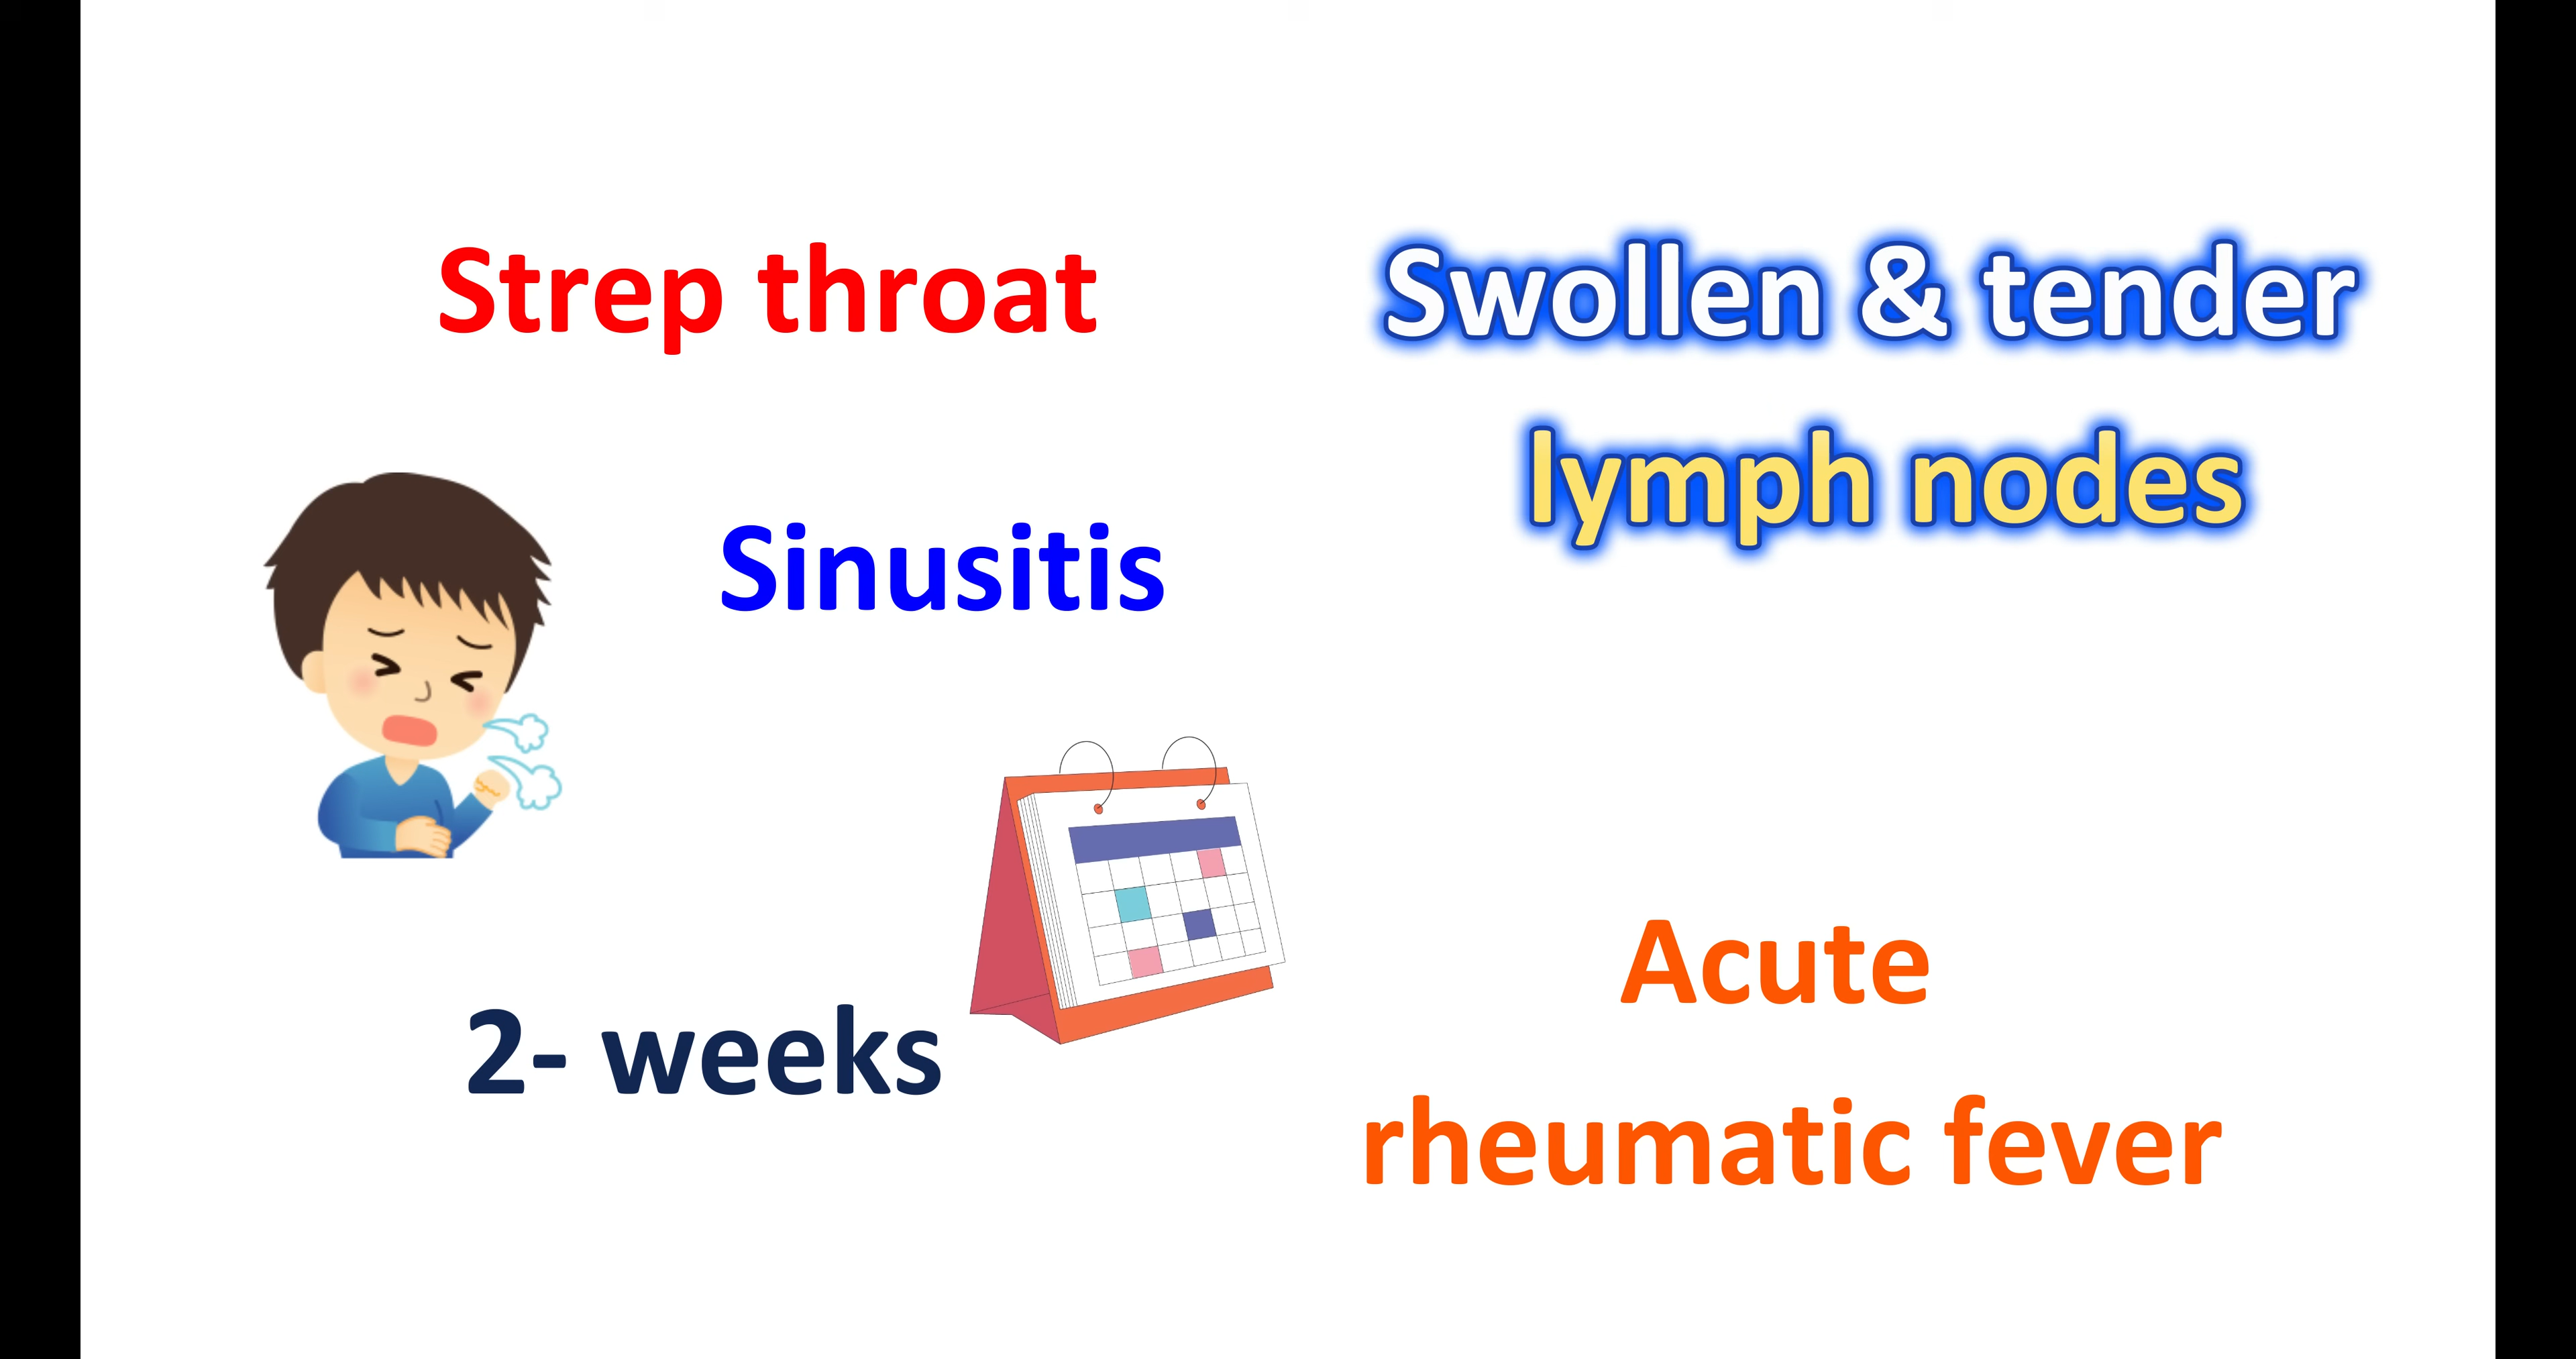 Strep throat
Swollen & tender
lymph nodes
Sinusitis
2- weeks
Acute
rheumatic fever